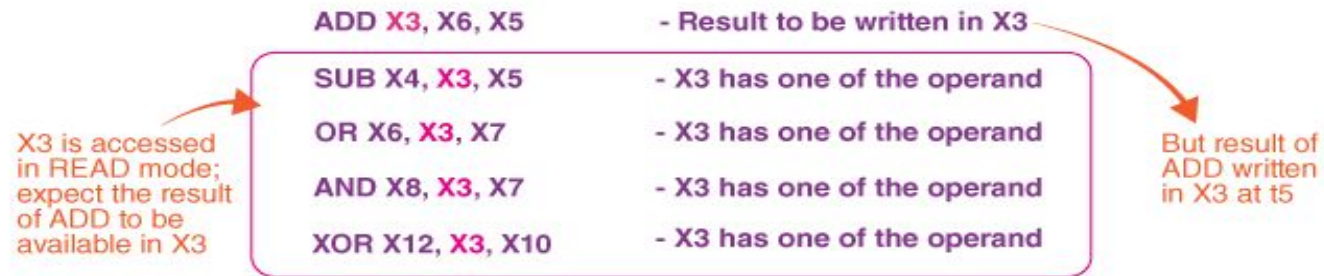 ADD X3, X6, X5 - Result to be written in X3
SUB X4, X3, X5 - X3 has one of the operand
OR X6, X3, X7 - X3 has one of the operand
AND X8, X3, X7 - X3 has one of the operand
XOR X12, X3, X10 - X3 has one of the operand
X3 is accessed
in READ mode;
expect the result
of ADD to be
available in X3
But result of
ADD written
in X3 at t5